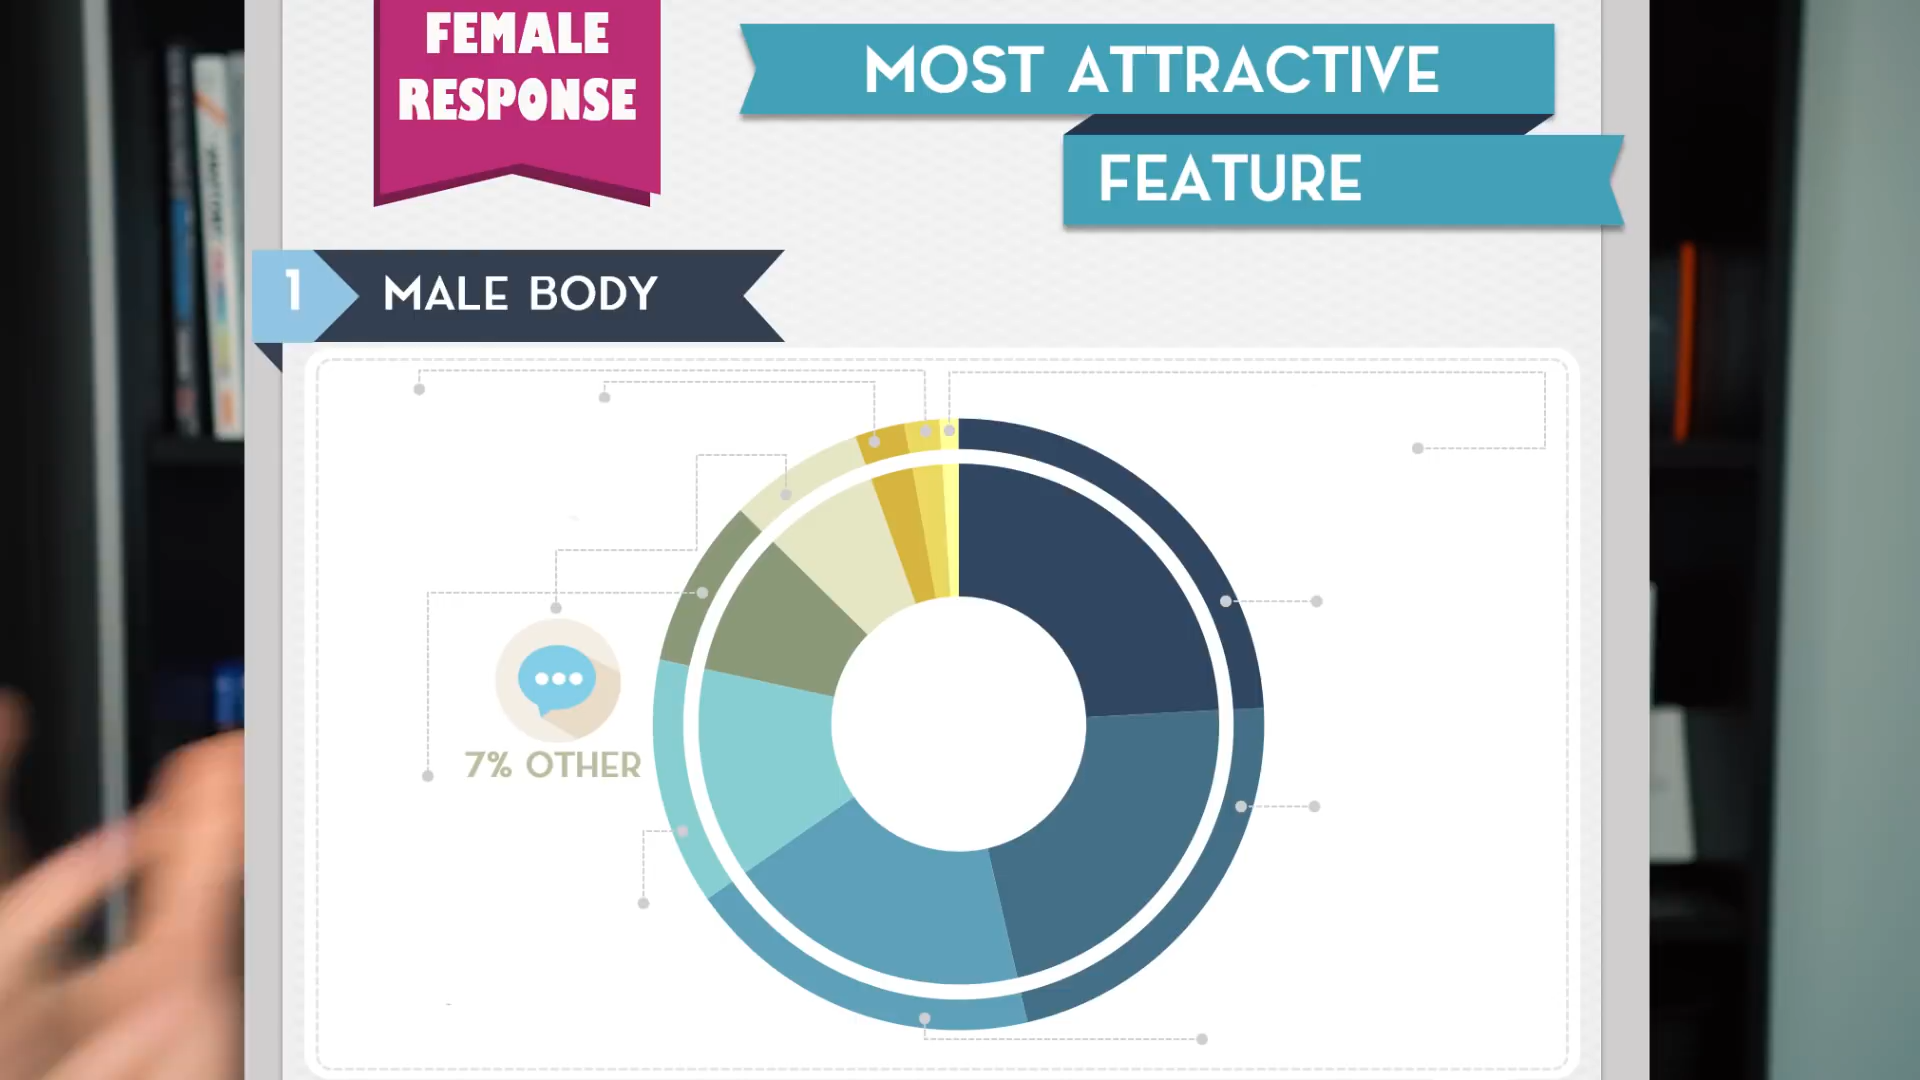 FEMALE
RESPONSE
MOST ATTRACTIVE
FEATURE
1 MALE BODY
7% OTHER